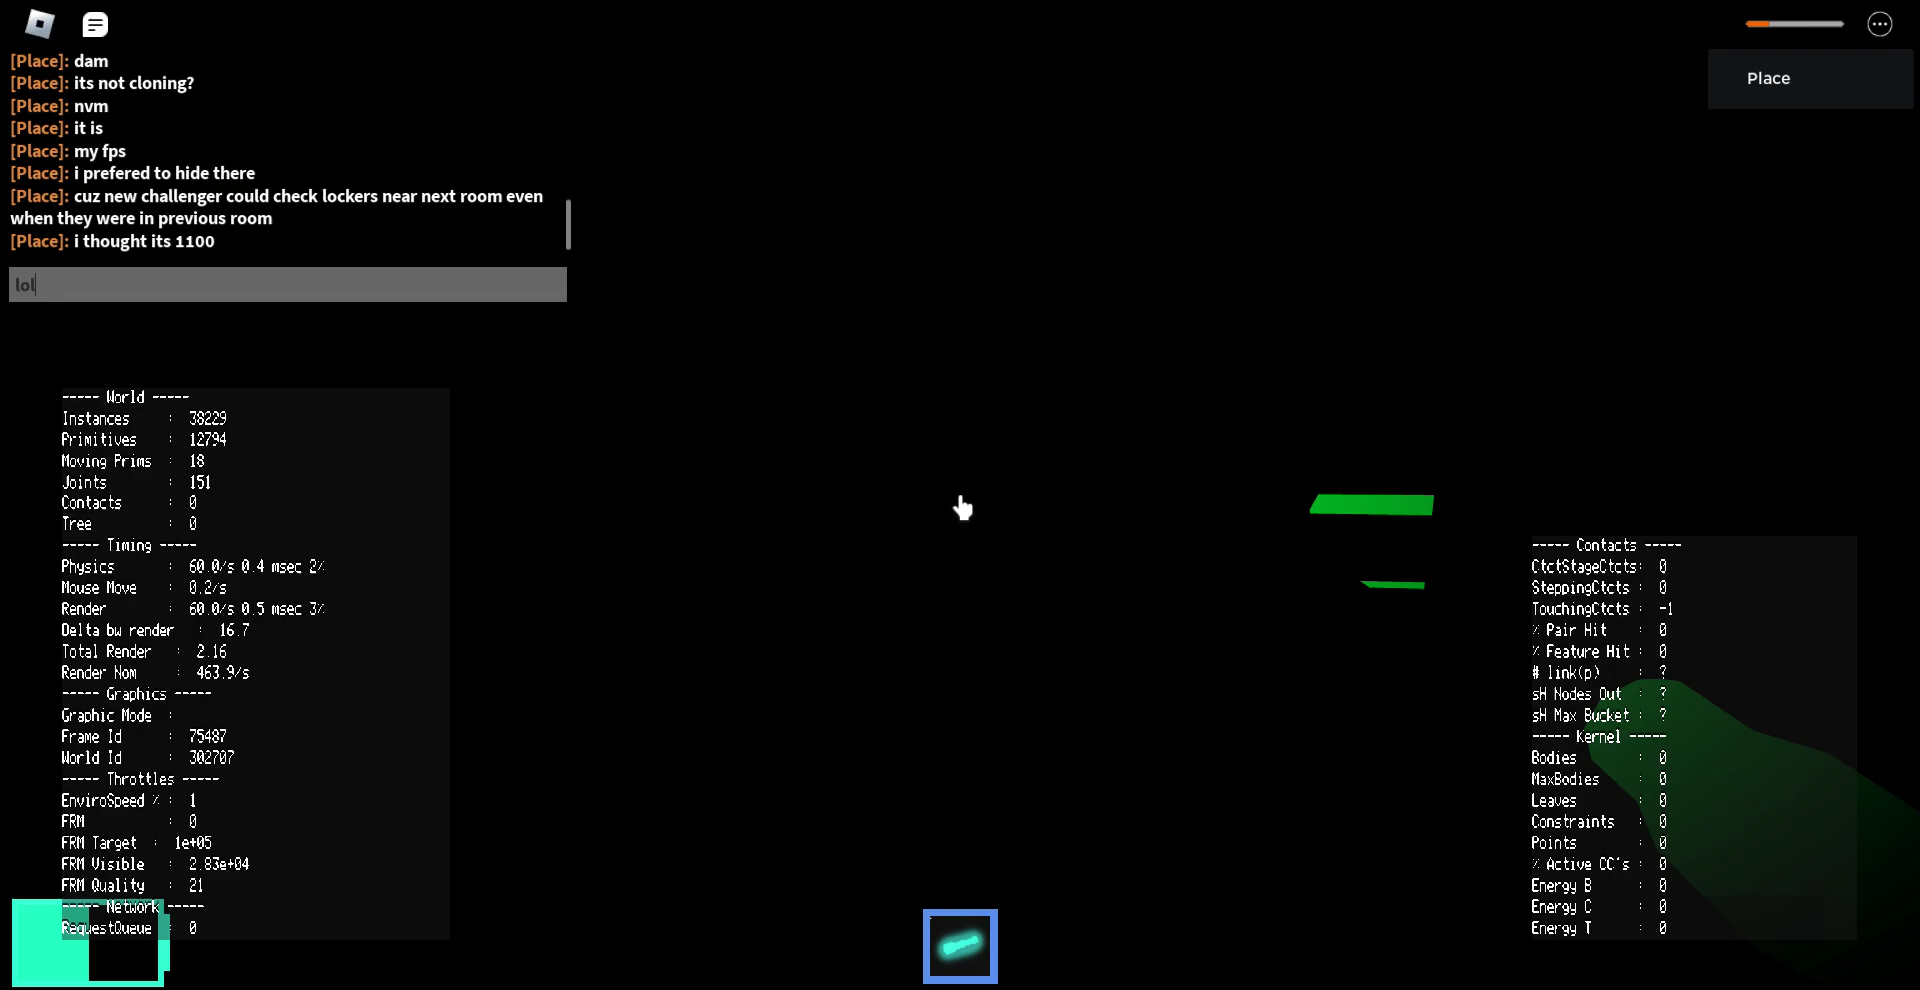 [Place]: dam
[Place]: its not cloning?
[Place]: nvm
[Place]: it is
[Place]: my fps
[Place]: i prefered to hide there
[Place]: cuz new challenger could check lockers near next room even
when they were in previous room
[Place]: i thought its 1100
lol
Place
----- World -----
Instances : 38229
Primitives : 12794
Moving Prims : 18
Joints : 151
Contacts : 0
Tree : 0
----- Timing -----
Physics : 60.0/s 0.4 msec 2%
Mouse Move : 0.2/s
Render : 60.0/s 0.5 msec 3%
Delta bw render : 16.7
Total Render : 2.16
Render Nom : 463.9/s
----- Graphics -----
Graphic Mode :
Frame Id : 75487
World Id : 302707
----- Throttles -----
EnviroSpeed % : 1
FRM : 0
FRM Target : 1e+05
FRM Visible : 2.83e+04
FRM Quality : 21
----- Network -----
RequestQueue : 0
----- Contacts -----
CtctStageCtcts: 0
SteppingCtcts : 0
TouchingCtcts : -1
% Pair Hit : 0
% Feature Hit : 0
# link(p) : ?
sH Nodes Out : ?
sH Max Bucket : ?
----- Kernel -----
Bodies : 0
MaxBodies : 0
Leaves : 0
Constraints : 0
Points : 0
% Active CC's : 0
Energy B : 0
Energy C : 0
Energy T : 0